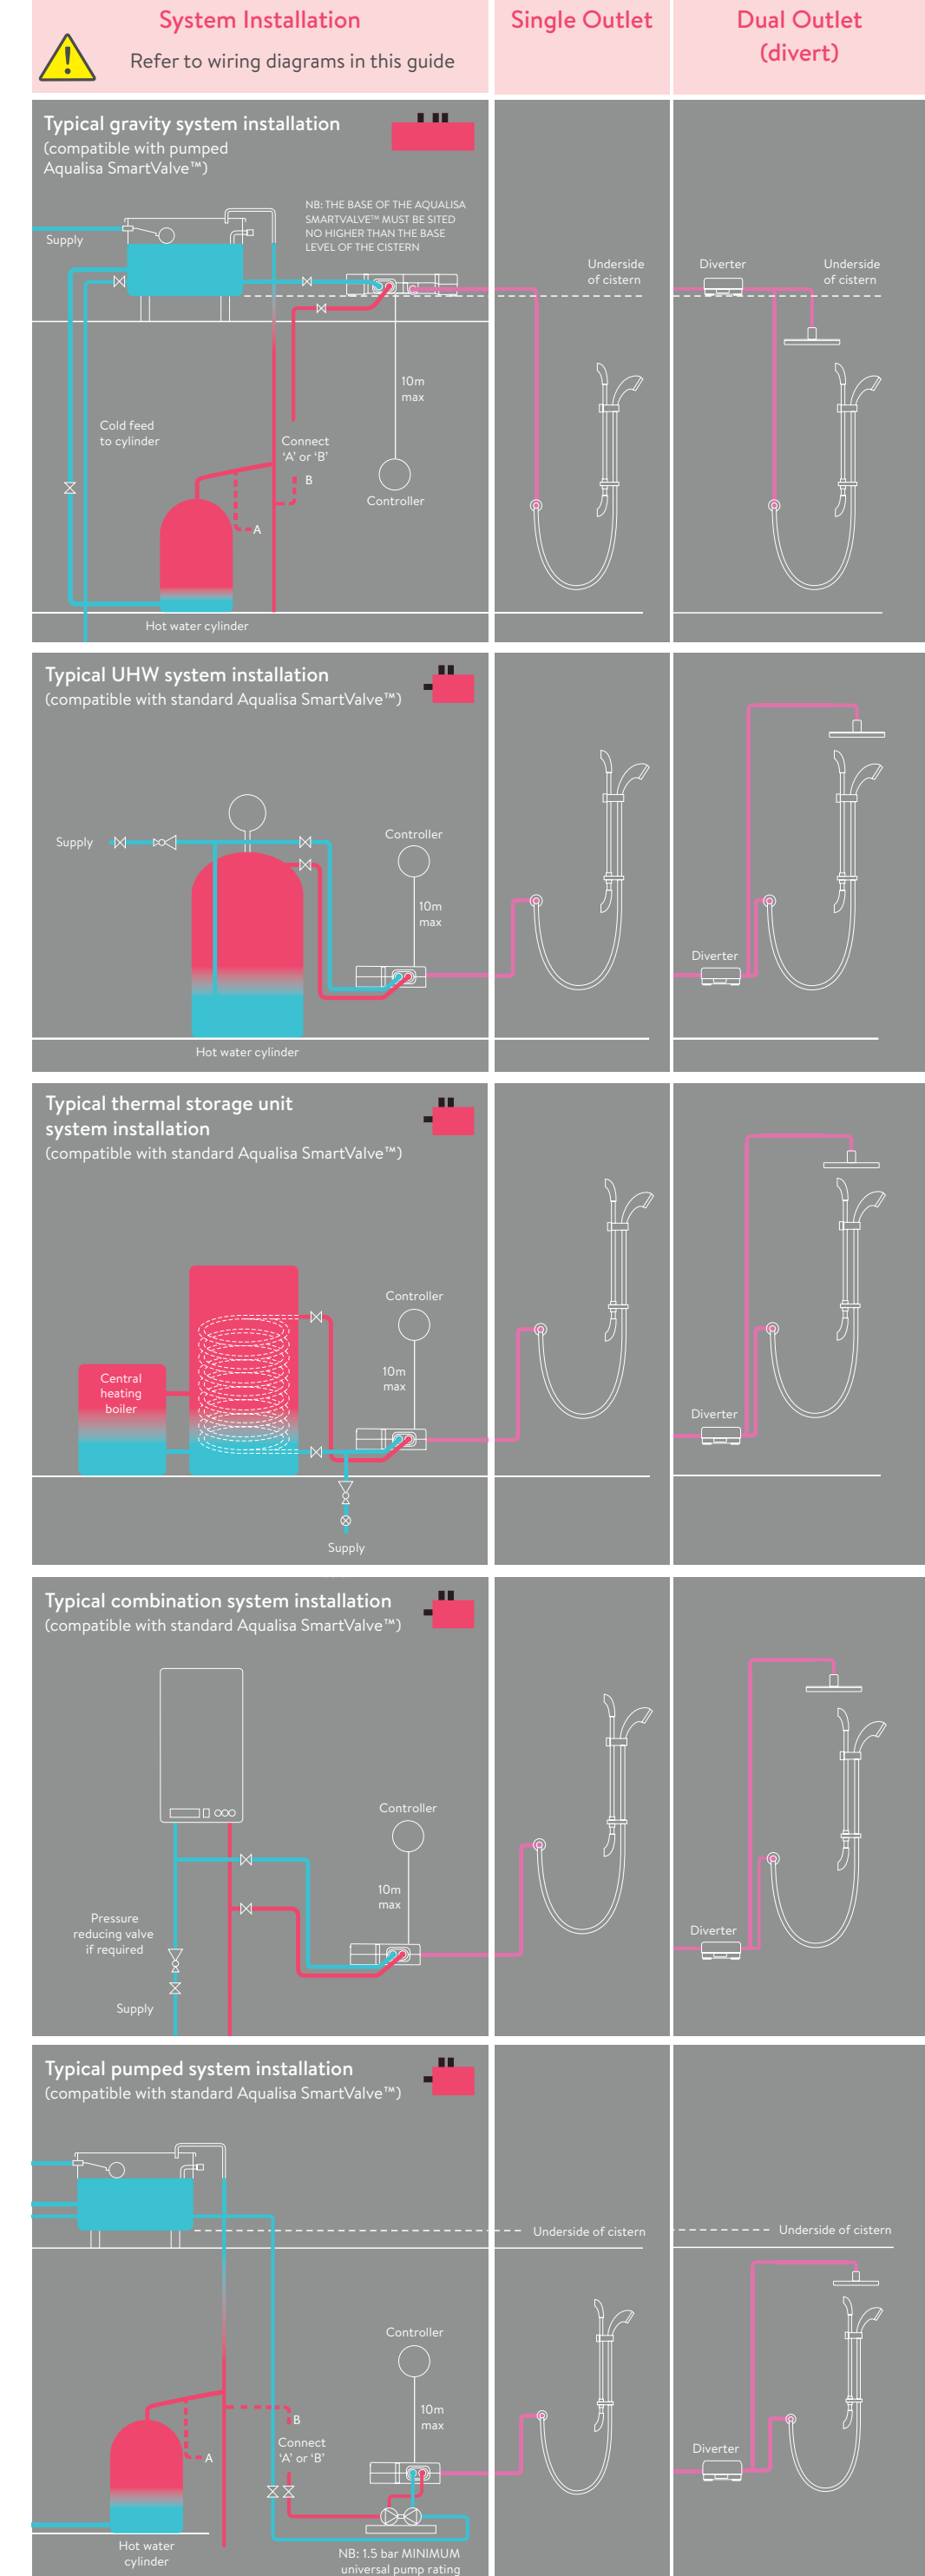 System Installation
Refer to wiring diagrams in this guide
Single Outlet
Dual Outlet
(divert)
Typical gravity system installation
(compatible with pumped
Aqualisa SmartValve™)
NB: THE BASE OF THE AQUALISA
SMARTVALVE™ MUST BE SITED
NO HIGHER THAN THE BASE
LEVEL OF THE CISTERN
Supply
10m
max
Cold feed
to cylinder
Connect
‘A’ or ‘B’
B
A
Controller
Hot water cylinder
Underside
of cistern
Diverter
Underside
of cistern
Typical UHW system installation
(compatible with standard Aqualisa SmartValve™)
Supply
Controller
10m
max
Hot water cylinder
Diverter
Typical thermal storage unit
system installation
(compatible with standard Aqualisa SmartValve™)
Controller
Central
heating
boiler
10m
max
Supply
Diverter
Typical combination system installation
(compatible with standard Aqualisa SmartValve™)
Controller
10m
max
Pressure
reducing valve
if required
Supply
Diverter
Typical pumped system installation
(compatible with standard Aqualisa SmartValve™)
Controller
10m
max
B
Connect
‘A’ or ‘B’
A
Hot water
cylinder
NB: 1.5 bar MINIMUM
universal pump rating
Underside of cistern
Underside of cistern
Diverter